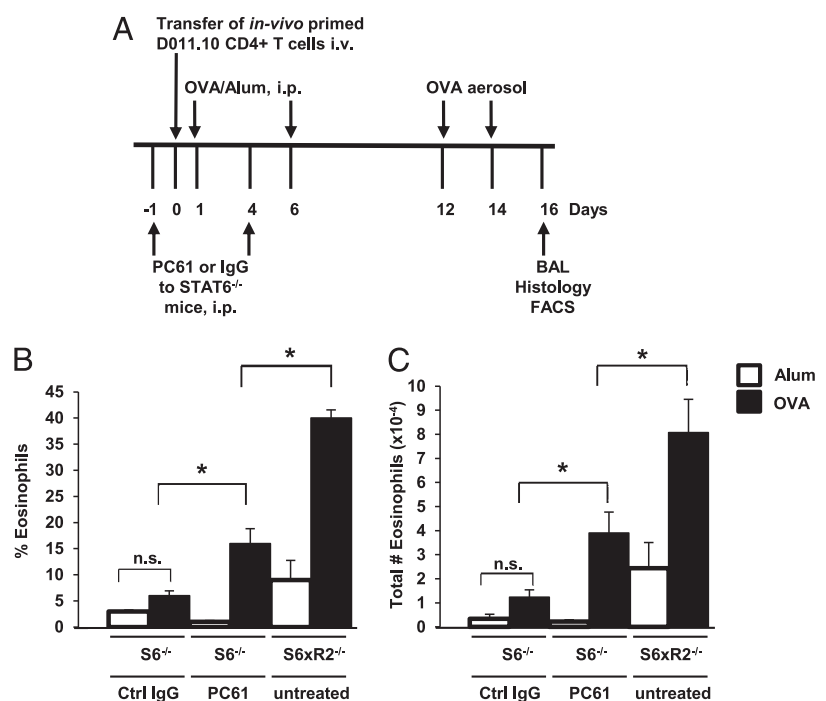 A
Transfer of in-vivo primed
D011.10 CD4+ T cells i.v.
OVA/Alum, i.p.
OVA aerosol
-1 0 1 4 6 12 14 16 Days
PC61 or IgG
to STAT6-/-
mice, i.p.
BAL
Histology
FACS
B
% Eosinophils
45
40
35
30
25
20
15
10
5
0
n.s.
*
*
S6-/- S6-/- S6xR2-/-
Ctrl IgG PC61 untreated
C
Total # Eosinophils (x10-4)
10
9
8
7
6
5
4
3
2
1
0
n.s.
*
*
S6-/- S6-/- S6xR2-/-
Ctrl IgG PC61 untreated
Alum
OVA